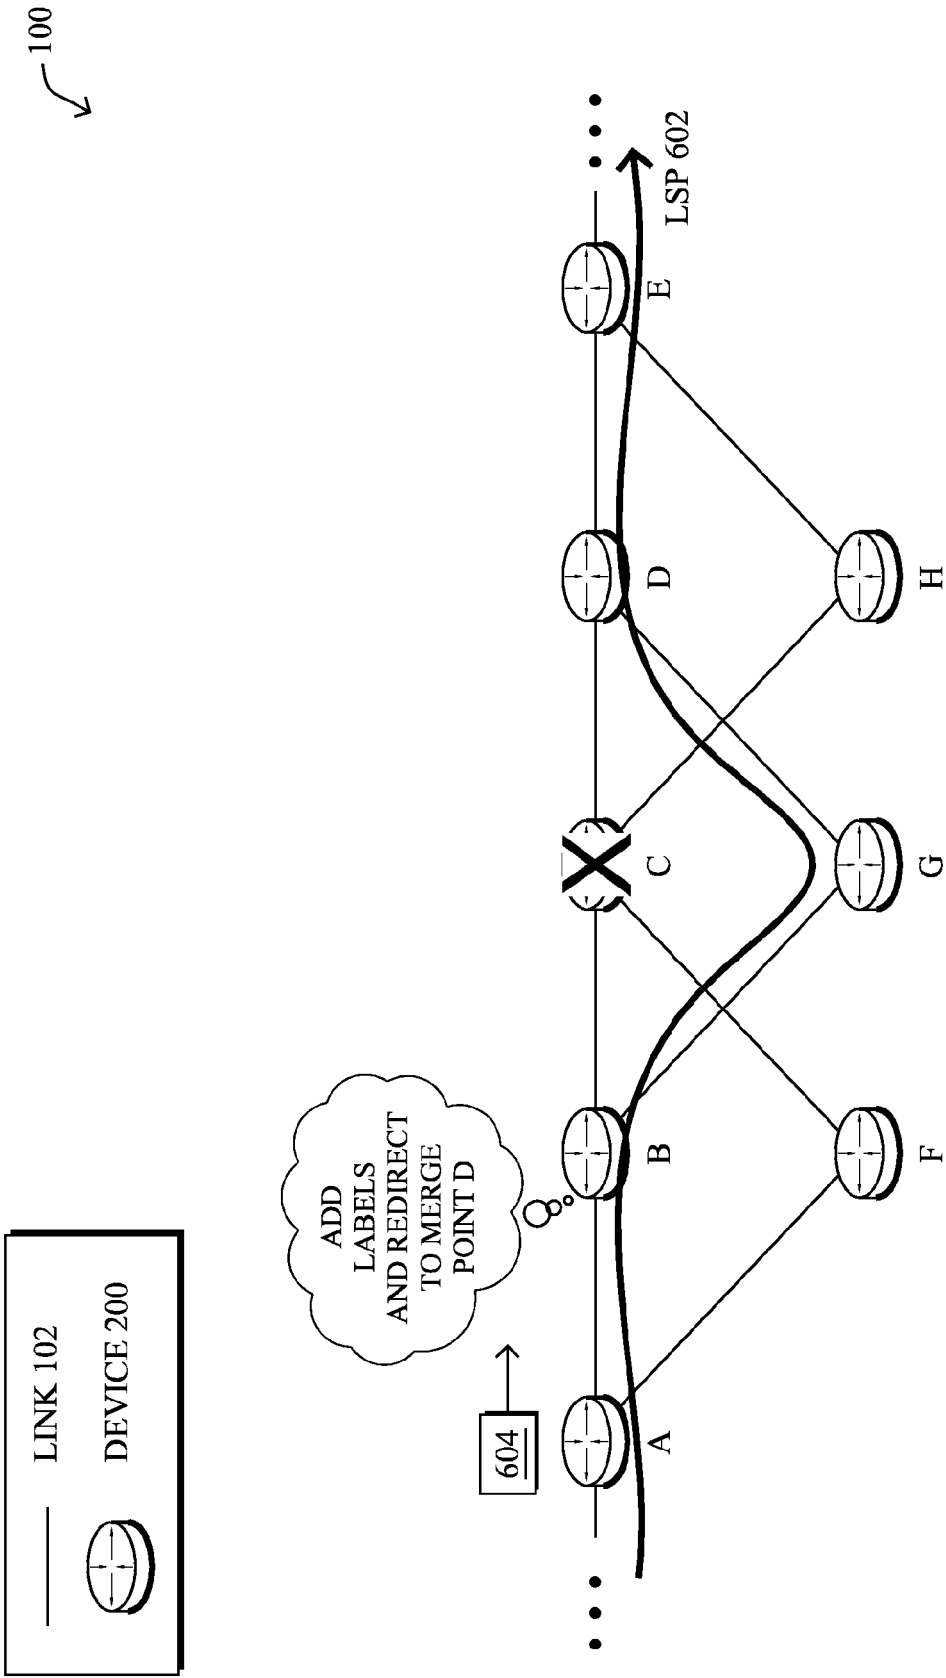 100
LINK 102
DEVICE 200
ADD
LABELS
AND REDIRECT
TO MERGE
POINT D
604
A
B
C
D
E
LSP 602
F
G
H